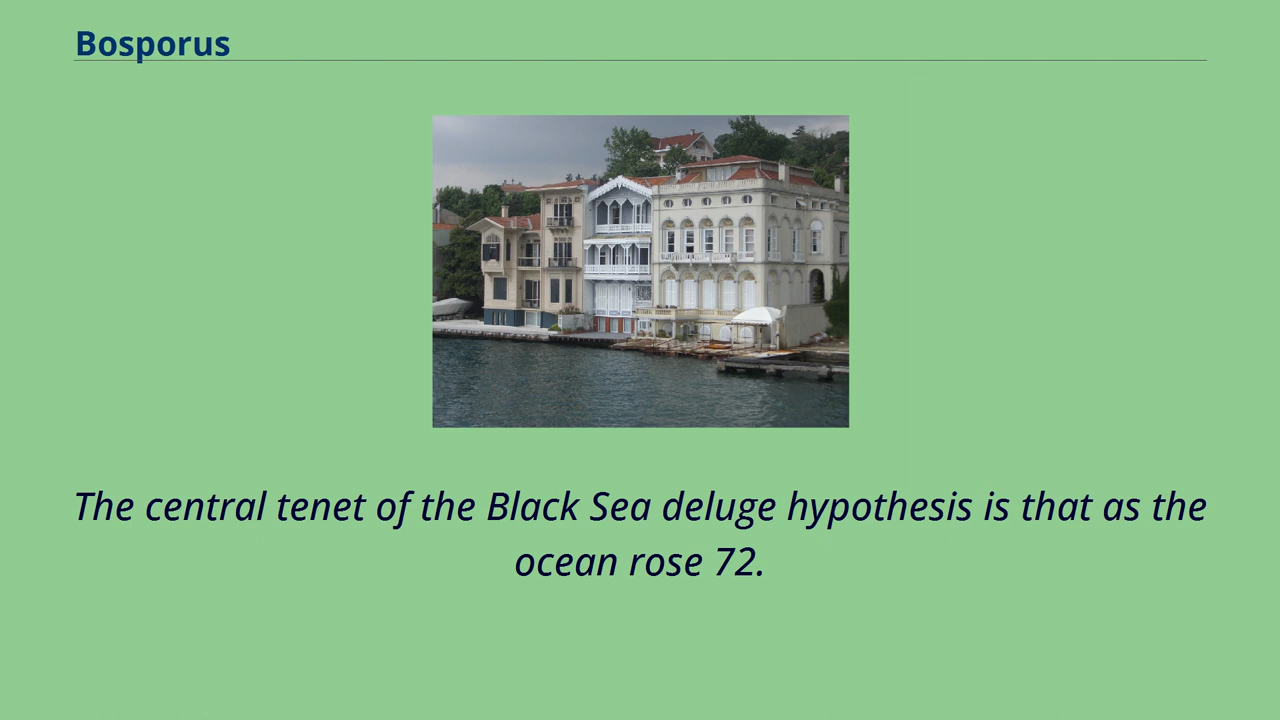 Bosporus
The central tenet of the Black Sea deluge hypothesis is that as the
ocean rose 72.